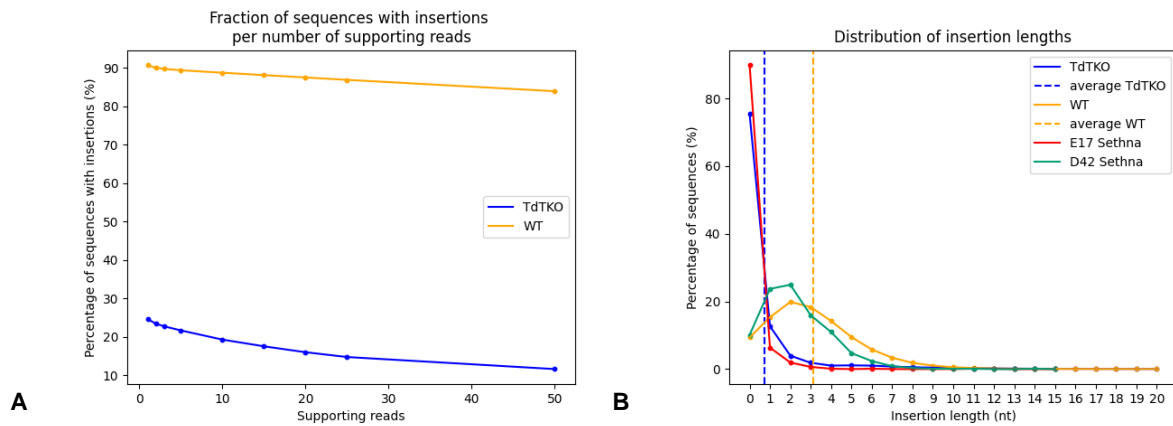 Fraction of sequences with insertions
per number of supporting reads
Percentage of sequences with insertions (%)
90
80
70
60
50
40
30
20
10
TdTKO
WT
0 10 20 30 40 50
Supporting reads
A
Distribution of insertion lengths
Percentage of sequences (%)
80
60
40
20
0
TdTKO
average TdTKO
WT
average WT
E17 Sethna
D42 Sethna
0 1 2 3 4 5 6 7 8 9 10 11 12 13 14 15 16 17 18 19 20
Insertion length (nt)
B